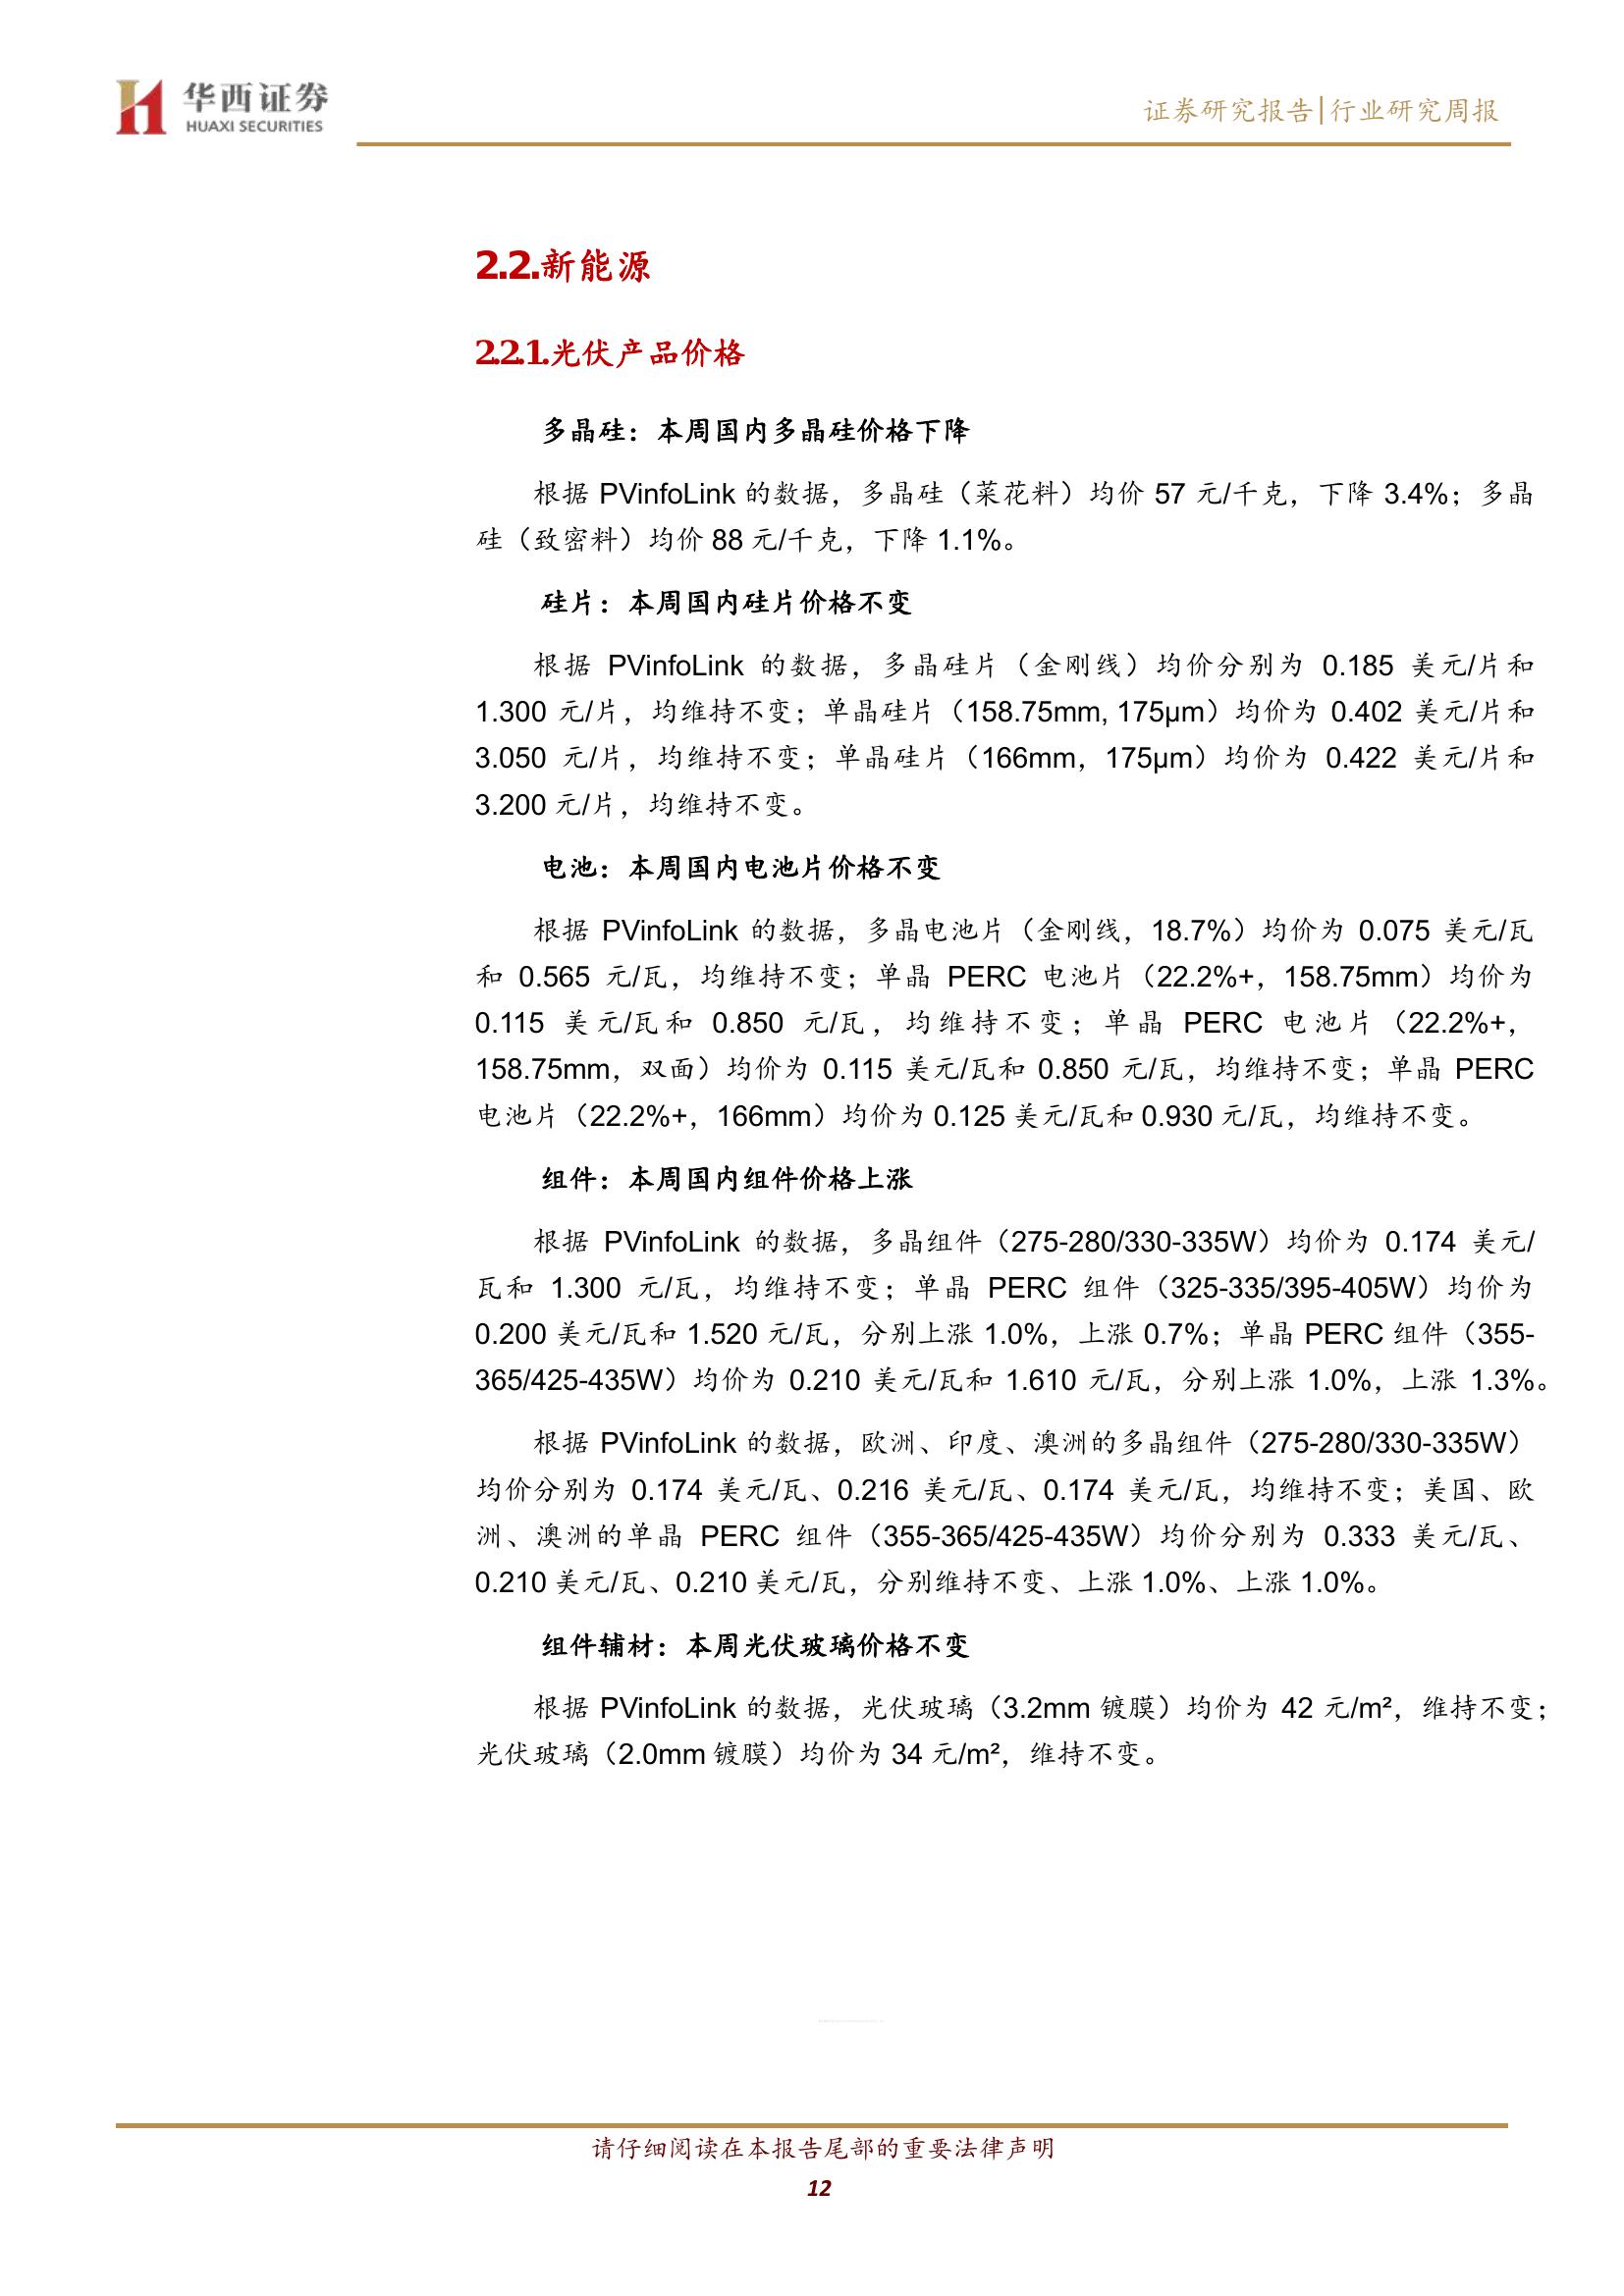 华西证券
HUAXI SECURITIES
证券研究报告|行业研究周报
2.2.新能源
2.2.1.光伏产品价格
多晶硅：本周国内多晶硅价格下降
根据 PVinfoLink 的数据，多晶硅（菜花料）均价 57 元/千克，下降 3.4%；多晶
硅（致密料）均价 88 元/千克，下降 1.1%。
硅片：本周国内硅片价格不变
根据 PVinfoLink 的数据，多晶硅片（金刚线）均价分别为 0.185 美元/片和
1.300 元/片，均维持不变；单晶硅片（158.75mm, 175μm）均价为 0.402 美元/片和
3.050 元/片，均维持不变；单晶硅片（166mm，175μm）均价为 0.422 美元/片和
3.200 元/片，均维持不变。
电池：本周国内电池片价格不变
根据 PVinfoLink 的数据，多晶电池片（金刚线，18.7%）均价为 0.075 美元/瓦
和 0.565 元/瓦，均维持不变；单晶 PERC 电池片（22.2%+，158.75mm）均价为
0.115 美元/瓦和 0.850 元/瓦，均维持不变；单晶 PERC 电池片（22.2%+，
158.75mm，双面）均价为 0.115 美元/瓦和 0.850 元/瓦，均维持不变；单晶 PERC
电池片（22.2%+，166mm）均价为 0.125 美元/瓦和 0.930 元/瓦，均维持不变。
组件：本周国内组件价格上涨
根据 PVinfoLink 的数据，多晶组件（275-280/330-335W）均价为 0.174 美元/
瓦和 1.300 元/瓦，均维持不变；单晶 PERC 组件（325-335/395-405W）均价为
0.200 美元/瓦和 1.520 元/瓦，分别上涨 1.0%，上涨 0.7%；单晶 PERC 组件（355-
365/425-435W）均价为 0.210 美元/瓦和 1.610 元/瓦，分别上涨 1.0%，上涨 1.3%。
根据 PVinfoLink 的数据，欧洲、印度、澳洲的多晶组件（275-280/330-335W）
均价分别为 0.174 美元/瓦、0.216 美元/瓦、0.174 美元/瓦，均维持不变；美国、欧
洲、澳洲的单晶 PERC 组件（355-365/425-435W）均价分别为 0.333 美元/瓦、
0.210 美元/瓦、0.210 美元/瓦，分别维持不变、上涨 1.0%、上涨 1.0%。
组件辅材：本周光伏玻璃价格不变
根据 PVinfoLink 的数据，光伏玻璃（3.2mm 镀膜）均价为 42 元/m²，维持不变；
光伏玻璃（2.0mm 镀膜）均价为 34 元/m²，维持不变。
请仔细阅读在本报告尾部的重要法律声明
12